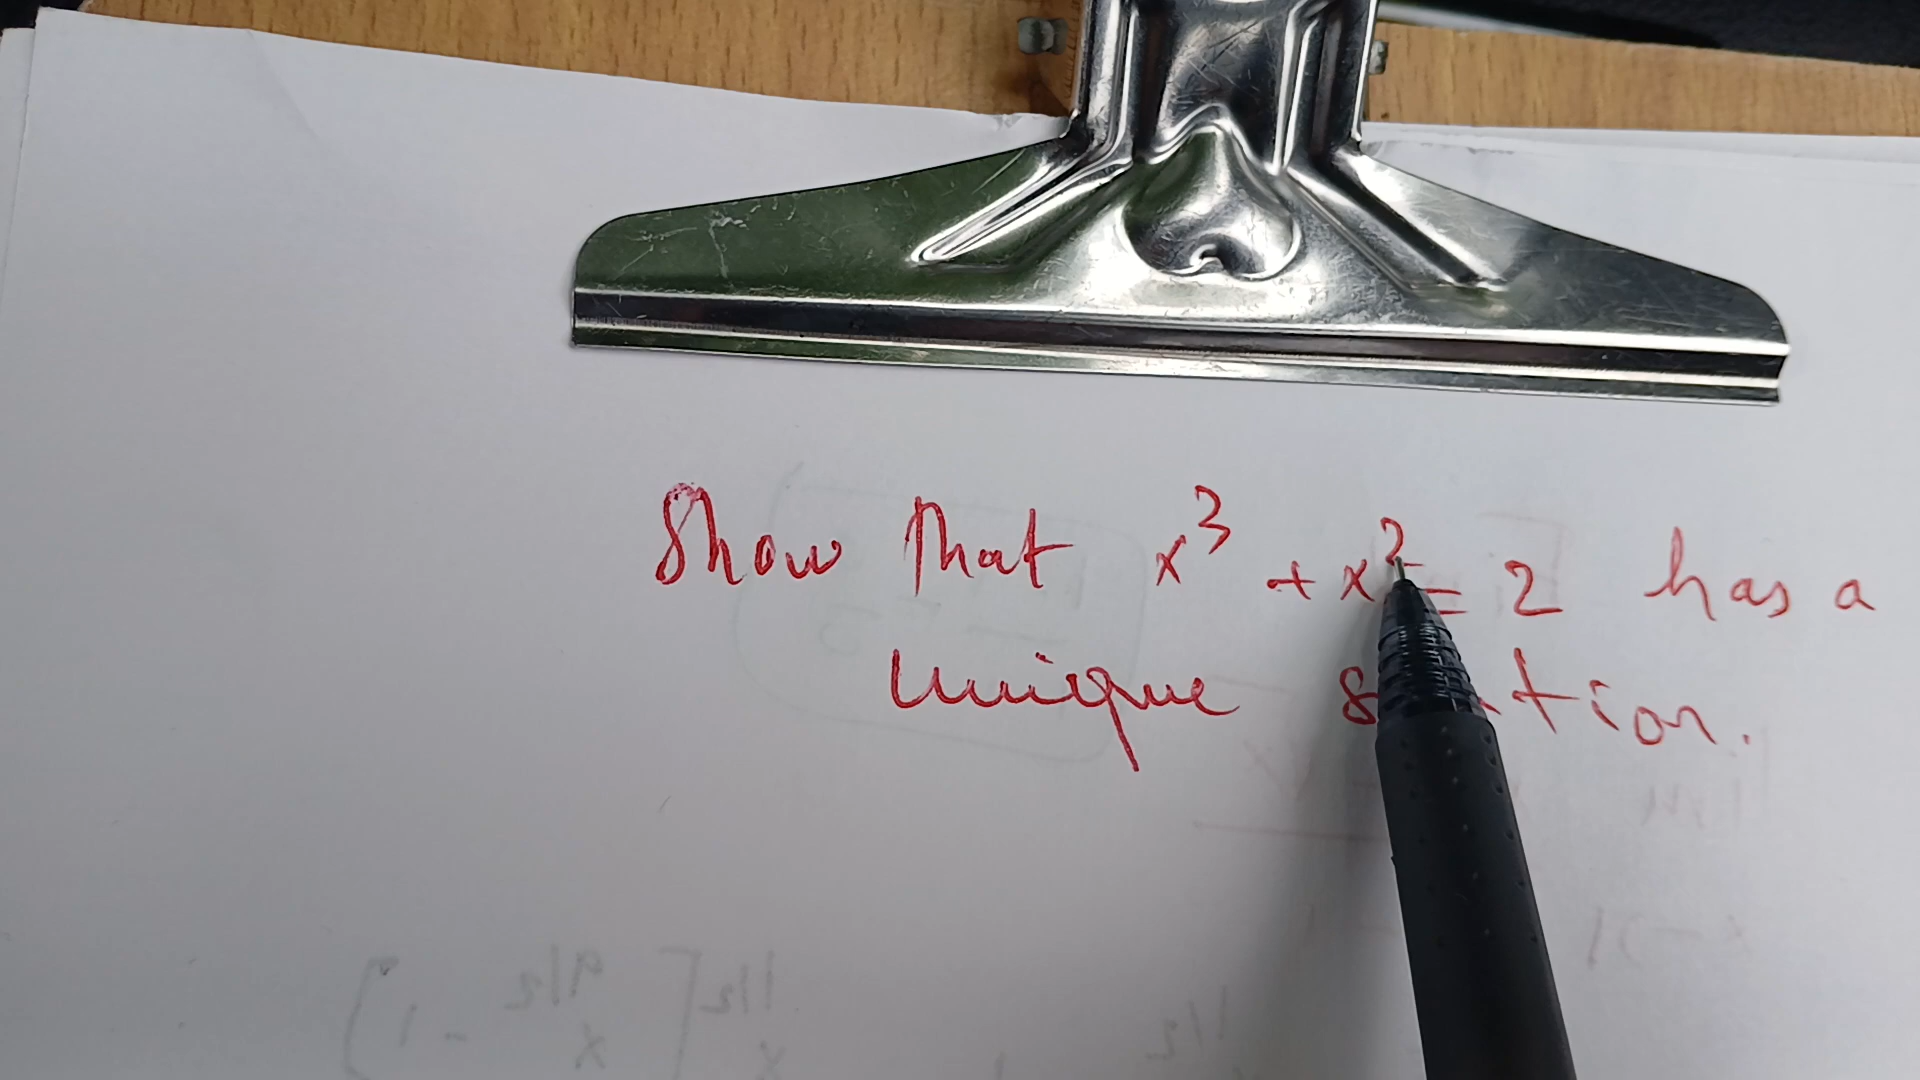 Show that x³ + x² = 2 has a
unique